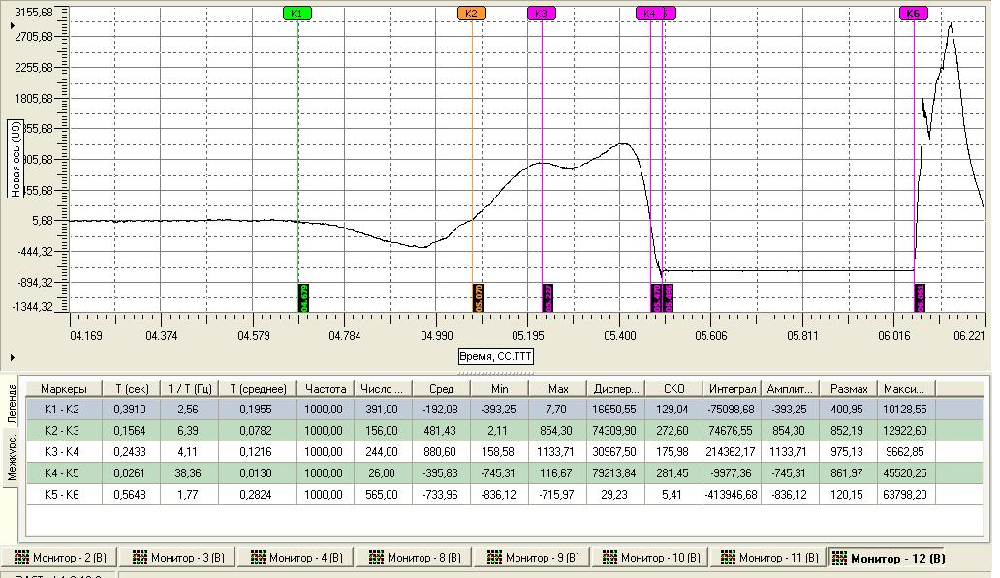 3155,68
K1 K2 K3 K4 K6
2705,68
2255,68
1805,68
Новая ось (U9)
5,68
-444,32
-894,32
-1344,32
04.679 05.070 05.227 05.470 05.496 06.061
04.169 04.374 04.579 04.784 04.990 05.195 05.400 05.606 05.811 06.016 06.221
Время, СС.ТТТ
Легенда
Межкурс.
Маркеры T (сек) 1 / T (Гц) T (среднее) Частота Число ... Сред Min Max Диспер... СКО Интеграл Амплит... Размах Макси...
K1 - K2 0,3910 2,56 0,1955 1000,00 391,00 -192,08 -393,25 7,70 16650,55 129,04 -75098,68 -393,25 400,95 10128,55
K2 - K3 0,1564 6,39 0,0782 1000,00 156,00 481,43 2,11 854,30 74309,90 272,60 74676,55 854,30 852,19 12922,60
K3 - K4 0,2433 4,11 0,1216 1000,00 244,00 880,60 158,58 1133,71 30967,50 175,98 214362,17 1133,71 975,13 9662,85
K4 - K5 0,0261 38,36 0,0130 1000,00 26,00 -395,83 -745,31 116,67 79213,84 281,45 -9977,36 -745,31 861,97 45520,25
K5 - K6 0,5648 1,77 0,2824 1000,00 565,00 -733,96 -836,12 -715,97 29,23 5,41 -413946,68 -836,12 120,15 63798,20
Монитор - 2 (В) Монитор - 3 (В) Монитор - 4 (В) Монитор - 8 (В) Монитор - 9 (В) Монитор - 10 (В) Монитор - 11 (В) Монитор - 12 (В)